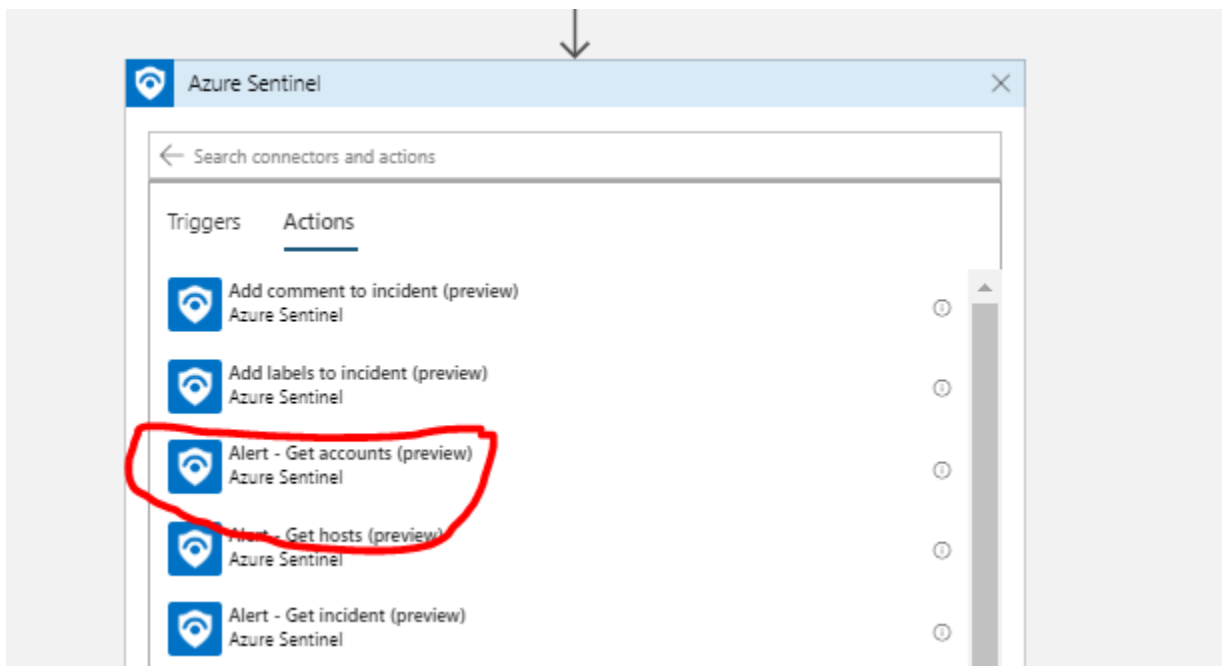 Azure Sentinel
Search connectors and actions
Triggers Actions
Add comment to incident (preview)
Azure Sentinel
Add labels to incident (preview)
Azure Sentinel
Alert - Get accounts (preview)
Azure Sentinel
Alert - Get hosts (preview)
Azure Sentinel
Alert - Get incident (preview)
Azure Sentinel